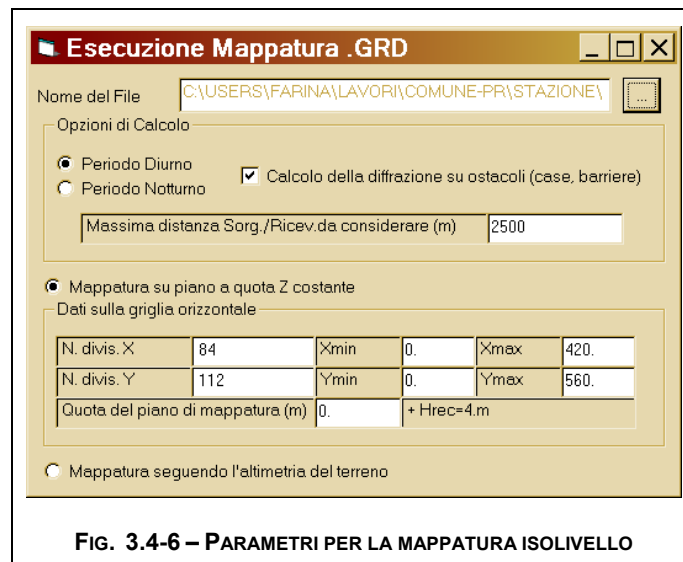 Esecuzione Mappatura .GRD
Nome del File C:\USERS\FARINA\LAVORI\COMUNE-PR\STAZIONE\ ...
Opzioni di Calcolo
Periodo Diurno
Calcolo della diffrazione su ostacoli (case, barriere)
Periodo Notturno
Massima distanza Sorg./Ricev.da considerare (m) 2500
Mappatura su piano a quota Z costante
Dati sulla griglia orizzontale
N. divis. X 84 Xmin 0. Xmax 420.
N. divis. Y 112 Ymin 0. Ymax 560.
Quota del piano di mappatura (m) 0. + Hrec=4.m
Mappatura seguendo l'altimetria del terreno
FIG. 3.4-6 – PARAMETRI PER LA MAPPATURA ISOLIVELLO